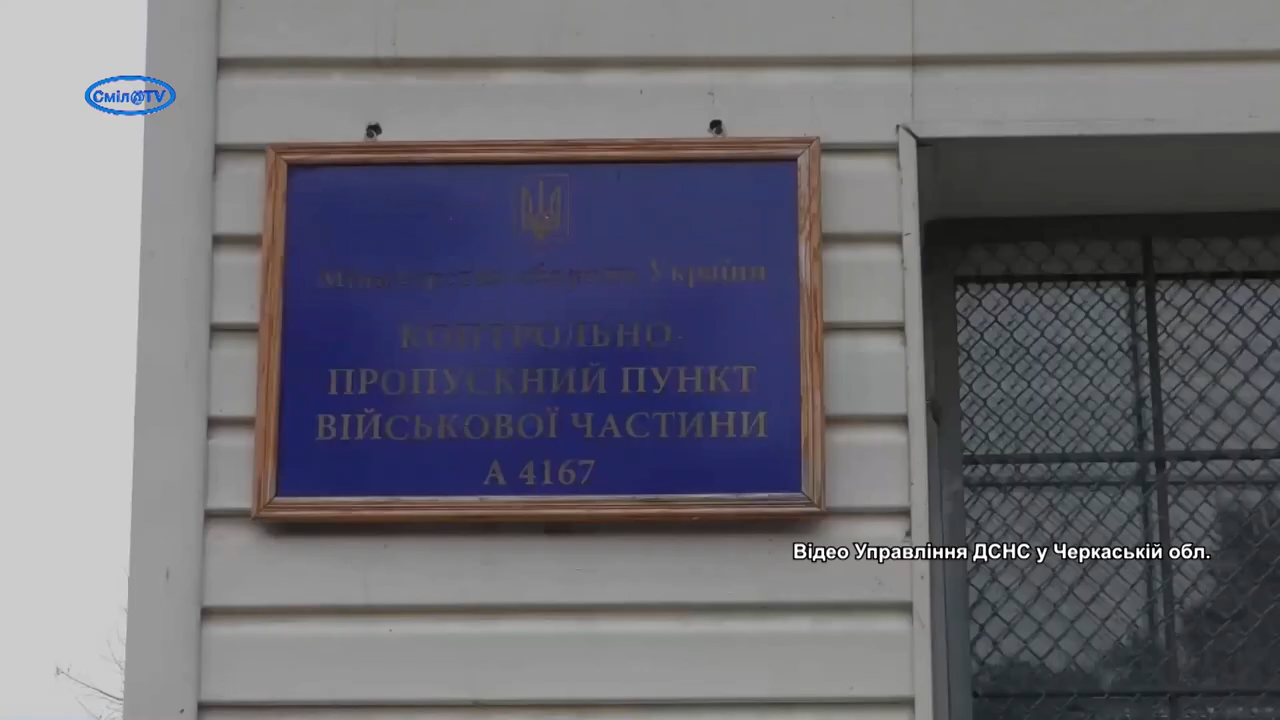 Сміл@TV
Міністерство оборони України
КОНТРОЛЬНО-
ПРОПУСКНИЙ ПУНКТ
ВІЙСЬКОВОЇ ЧАСТИНИ
А 4167
Відео Управління ДСНС у Черкаській обл.